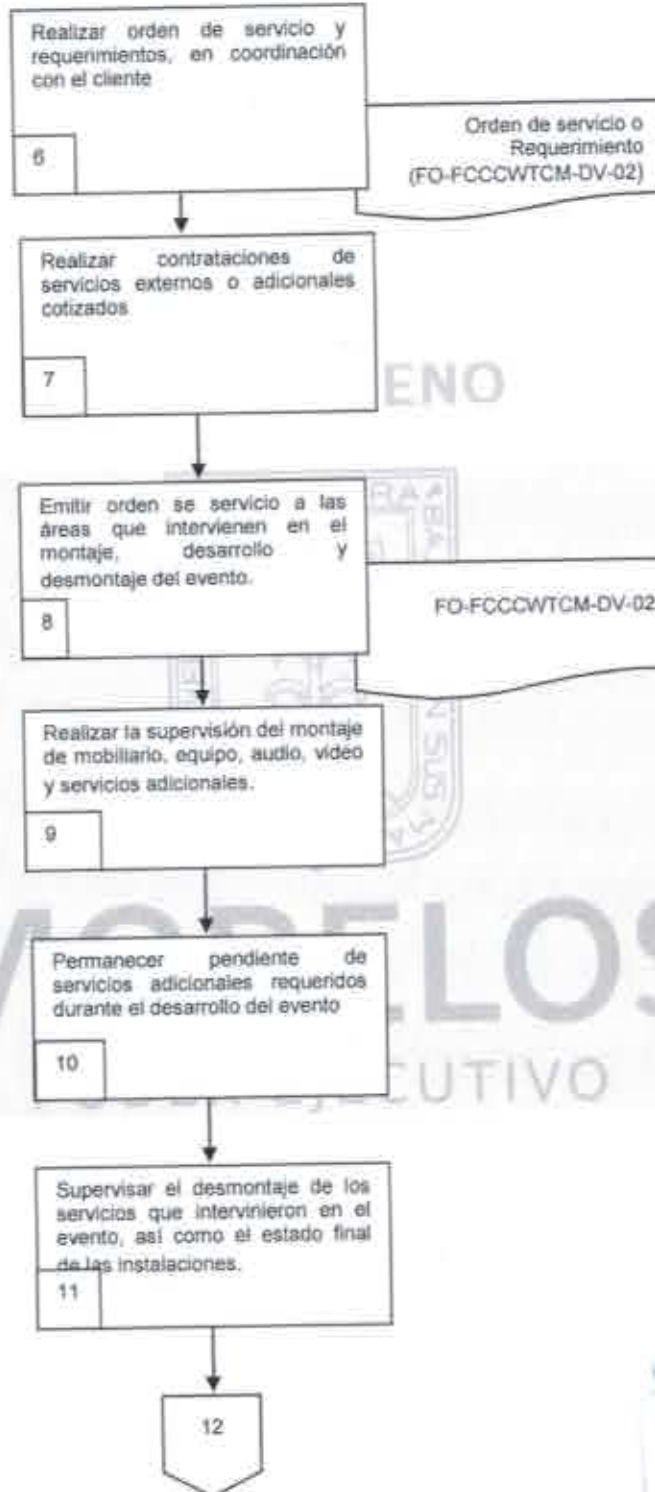 Realizar orden de servicio y
requerimientos, en coordinación
con el cliente
6
Orden de servicio o
Requerimiento
(FO-FCCCWTCM-DV-02)
Realizar contrataciones de
servicios externos o adicionales
cotizados
7
ENO
Emitir orden se servicio a las
áreas que intervienen en el
montaje, desarrollo y
desmontaje del evento.
8
FO-FCCCWTCM-DV-02
Realizar la supervisión del montaje
de mobiliario, equipo, audio, video
y servicios adicionales.
9
MORELOS
Permanecer pendiente de
servicios adicionales requeridos
durante el desarrollo del evento
10
EJECUTIVO
Supervisar el desmontaje de los
servicios que intervinieron en el
evento, así como el estado final
de las instalaciones.
11
12